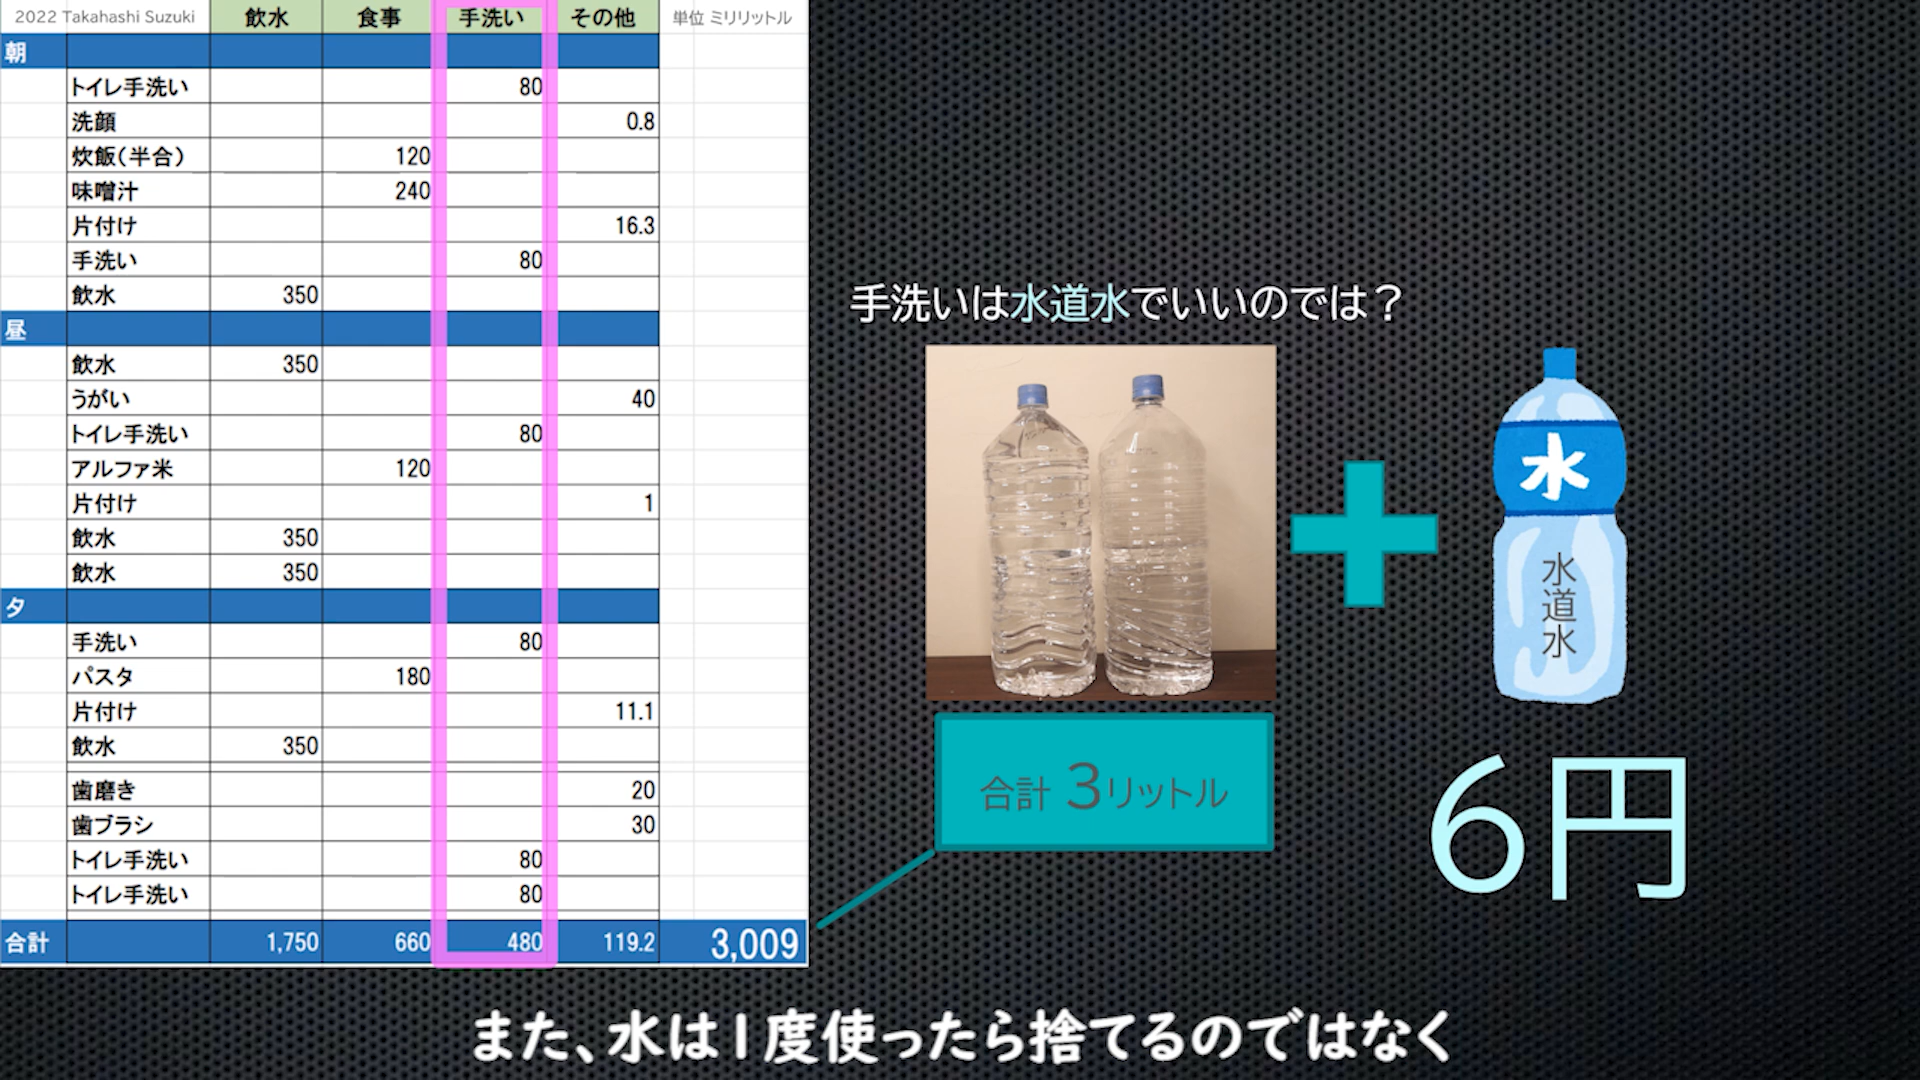 2022 Takahashi Suzuki 飲水 食事 手洗い その他 単位 ミリリットル
朝
トイレ手洗い 80
洗顔 0.8
炊飯（半合） 120
味噌汁 240
片付け 16.3
手洗い 80
飲水 350
昼
飲水 350
うがい 40
トイレ手洗い 80
アルファ米 120
片付け 1
飲水 350
飲水 350
夕
手洗い 80
パスタ 180
片付け 11.1
飲水 350
歯磨き 20
歯ブラシ 30
トイレ手洗い 80
トイレ手洗い 80
合計 1,750 660 480 119.2 3,009
手洗いは水道水でいいのでは？
水
水道水
合計 3リットル
6円
また、水は1度使ったら捨てるのではなく